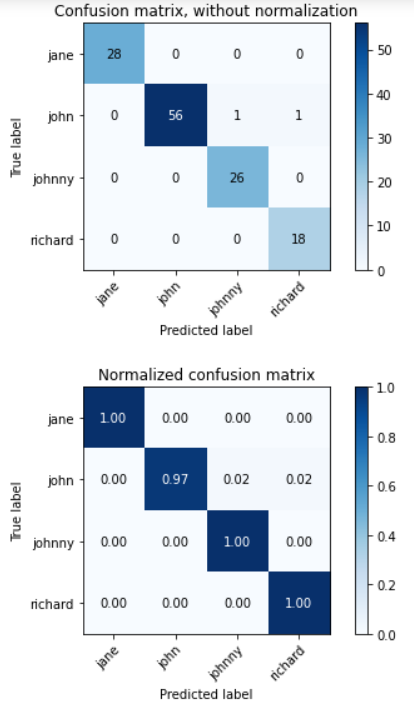 Confusion matrix, without normalization
jane 28 0 0 0
john 0 56 1 1
johnny 0 0 26 0
richard 0 0 0 18
True label
jane john johnny richard
Predicted label
50
40
30
20
10
0
Normalized confusion matrix
jane 1.00 0.00 0.00 0.00
john 0.00 0.97 0.02 0.02
johnny 0.00 0.00 1.00 0.00
richard 0.00 0.00 0.00 1.00
True label
jane john johnny richard
Predicted label
1.0
0.8
0.6
0.4
0.2
0.0